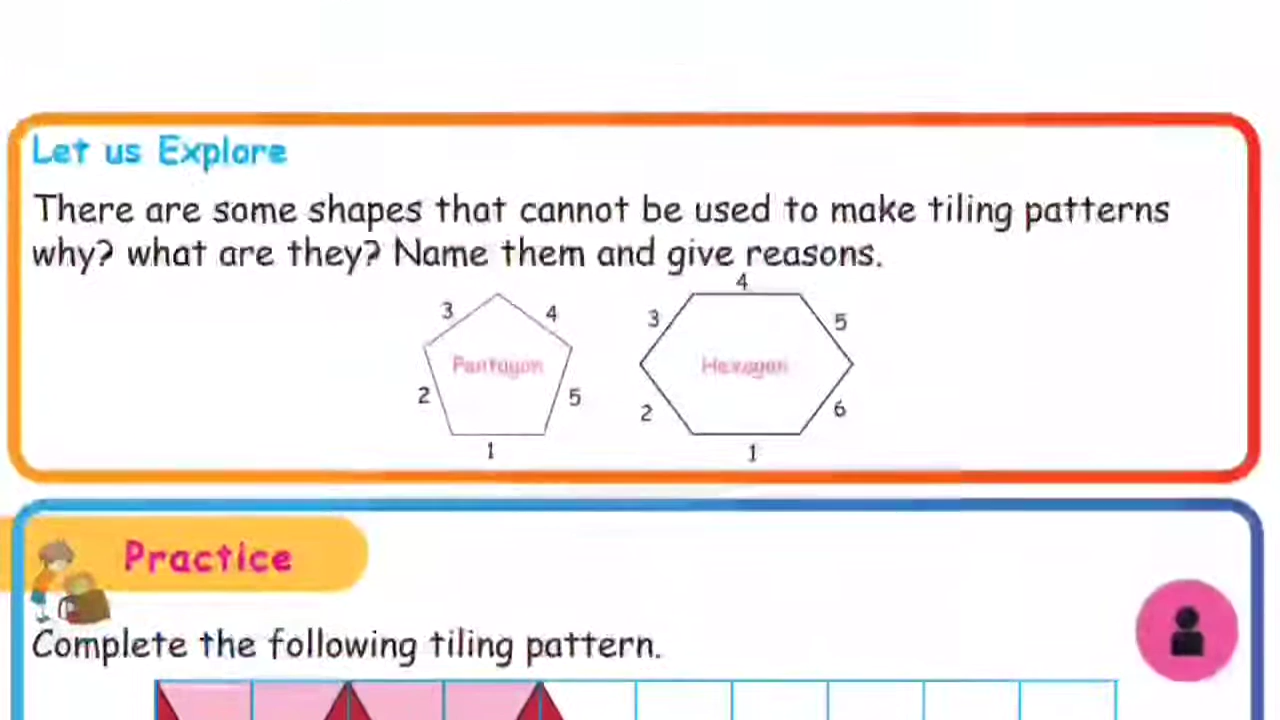 Let us Explore
There are some shapes that cannot be used to make tiling patterns
why? what are they? Name them and give reasons.
3 4 Pentagon 2 5 1
4 3 5 Hexagon 2 6 1
Practice
Complete the following tiling pattern.